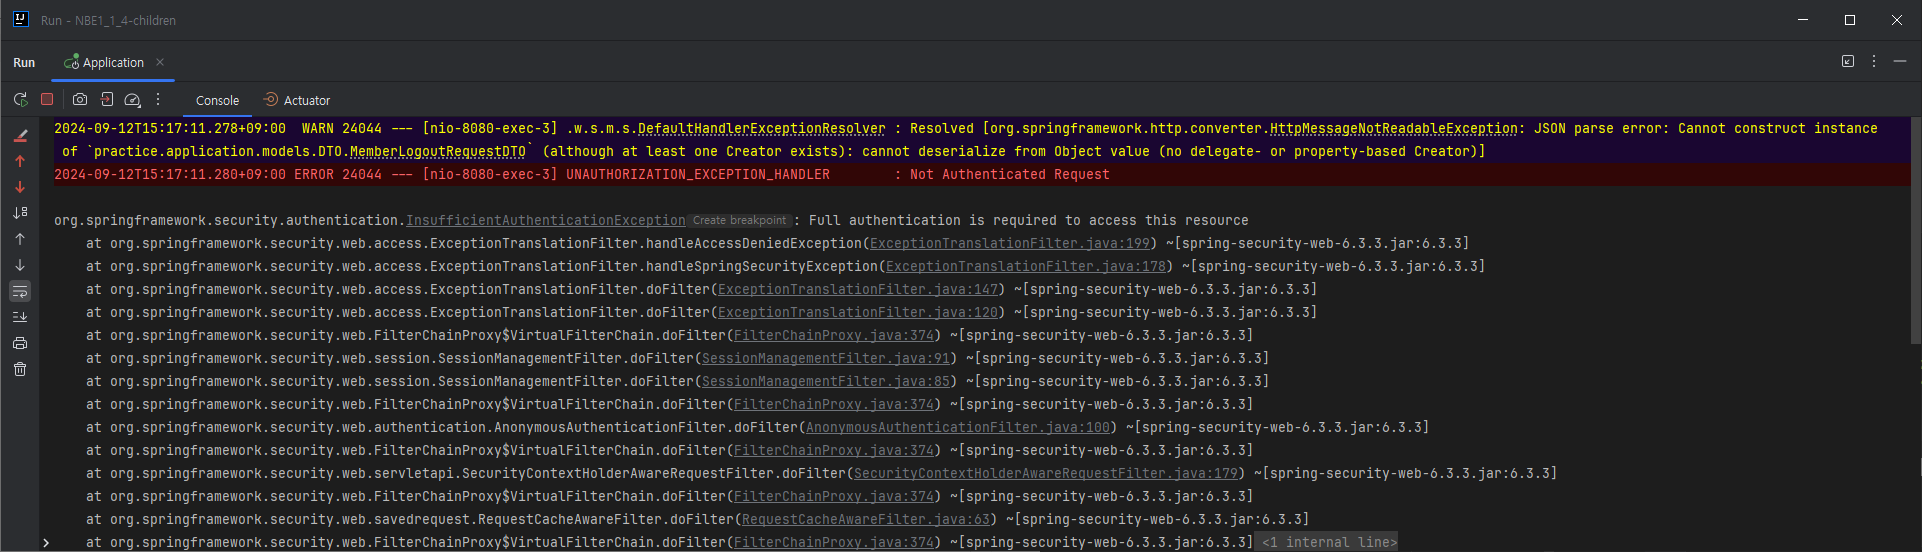 Run - NBE1_1_4-children
Run
Application
Console
Actuator
2024-09-12T15:17:11.278+09:00  WARN 24044 --- [nio-8080-exec-3] .w.s.m.s.DefaultHandlerExceptionResolver : Resolved [org.springframework.http.converter.HttpMessageNotReadableException: JSON parse error: Cannot construct instance
of `practice.application.models.DTO.MemberLogoutRequestDTO` (although at least one Creator exists): cannot deserialize from Object value (no delegate- or property-based Creator)]
2024-09-12T15:17:11.280+09:00 ERROR 24044 --- [nio-8080-exec-3] UNAUTHORIZATION_EXCEPTION_HANDLER        : Not Authenticated Request
org.springframework.security.authentication.InsufficientAuthenticationException Create breakpoint : Full authentication is required to access this resource
at org.springframework.security.web.access.ExceptionTranslationFilter.handleAccessDeniedException(ExceptionTranslationFilter.java:199) ~[spring-security-web-6.3.3.jar:6.3.3]
at org.springframework.security.web.access.ExceptionTranslationFilter.handleSpringSecurityException(ExceptionTranslationFilter.java:178) ~[spring-security-web-6.3.3.jar:6.3.3]
at org.springframework.security.web.access.ExceptionTranslationFilter.doFilter(ExceptionTranslationFilter.java:147) ~[spring-security-web-6.3.3.jar:6.3.3]
at org.springframework.security.web.access.ExceptionTranslationFilter.doFilter(ExceptionTranslationFilter.java:120) ~[spring-security-web-6.3.3.jar:6.3.3]
at org.springframework.security.web.FilterChainProxy$VirtualFilterChain.doFilter(FilterChainProxy.java:374) ~[spring-security-web-6.3.3.jar:6.3.3]
at org.springframework.security.web.session.SessionManagementFilter.doFilter(SessionManagementFilter.java:91) ~[spring-security-web-6.3.3.jar:6.3.3]
at org.springframework.security.web.session.SessionManagementFilter.doFilter(SessionManagementFilter.java:85) ~[spring-security-web-6.3.3.jar:6.3.3]
at org.springframework.security.web.FilterChainProxy$VirtualFilterChain.doFilter(FilterChainProxy.java:374) ~[spring-security-web-6.3.3.jar:6.3.3]
at org.springframework.security.web.authentication.AnonymousAuthenticationFilter.doFilter(AnonymousAuthenticationFilter.java:100) ~[spring-security-web-6.3.3.jar:6.3.3]
at org.springframework.security.web.FilterChainProxy$VirtualFilterChain.doFilter(FilterChainProxy.java:374) ~[spring-security-web-6.3.3.jar:6.3.3]
at org.springframework.security.web.servletapi.SecurityContextHolderAwareRequestFilter.doFilter(SecurityContextHolderAwareRequestFilter.java:179) ~[spring-security-web-6.3.3.jar:6.3.3]
at org.springframework.security.web.FilterChainProxy$VirtualFilterChain.doFilter(FilterChainProxy.java:374) ~[spring-security-web-6.3.3.jar:6.3.3]
at org.springframework.security.web.savedrequest.RequestCacheAwareFilter.doFilter(RequestCacheAwareFilter.java:63) ~[spring-security-web-6.3.3.jar:6.3.3]
at org.springframework.security.web.FilterChainProxy$VirtualFilterChain.doFilter(FilterChainProxy.java:374) ~[spring-security-web-6.3.3.jar:6.3.3] <1 internal line>